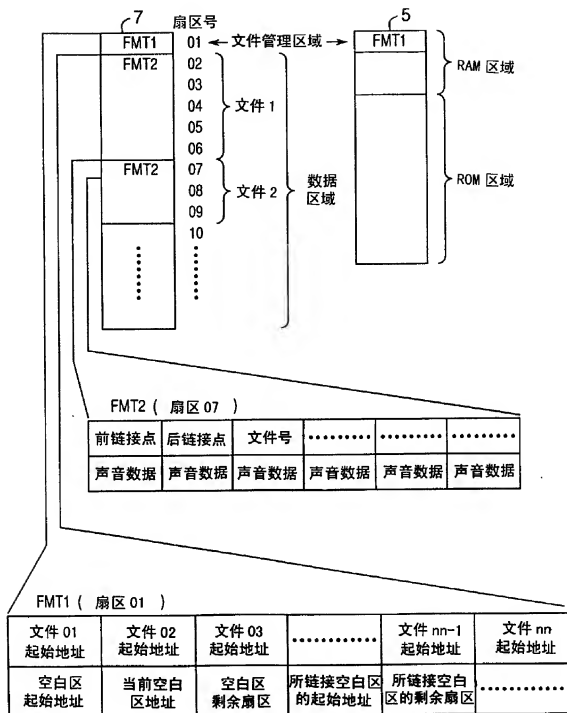 7 扇区号 5
FMT1 01 ←文件管理区域→ FMT1
FMT2 02 RAM 区域
03
04 文件 1
05
06
FMT2 07 ROM 区域
08 文件 2 数据区域
09
10
FMT2 ( 扇区 07 )
前链接点 后链接点 文件号 ••••••••• ••••••••• •••••••••
声音数据 声音数据 声音数据 声音数据 声音数据 声音数据
FMT1 ( 扇区 01 )
文件 01 文件 02 文件 03 ••••••••••••• 文件 nn-1 文件 nn
起始地址 起始地址 起始地址 起始地址 起始地址
空白区 当前空白 空白区 所链接空白区 所链接空白 •••••••••••••
起始地址 区地址 剩余扇区 的起始地址 区的剩余扇区